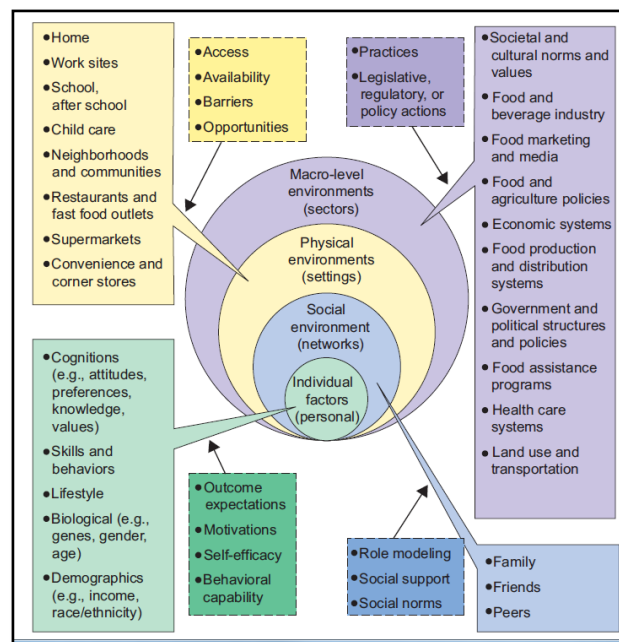 ● Home
● Work sites
● School,
after school
● Child care
● Neighborhoods
and communities
● Restaurants and
fast food outlets
● Supermarkets
● Convenience and
corner stores
● Access
● Availability
● Barriers
● Opportunities
● Practices
● Legislative,
regulatory, or
policy actions
● Societal and
cultural norms and
values
● Food and
beverage industry
● Food marketing
and media
● Food and
agriculture policies
● Economic systems
● Food production
and distribution
systems
● Government and
political structures
and policies
● Food assistance
programs
● Health care
systems
● Land use and
transportation
Macro-level
environments
(sectors)
Physical
environments
(settings)
Social
environment
(networks)
Individual
factors
(personal)
● Cognitions
(e.g., attitudes,
preferences,
knowledge,
values)
● Skills and
behaviors
● Lifestyle
● Biological (e.g.,
genes, gender,
age)
● Demographics
(e.g., income,
race/ethnicity)
● Outcome
expectations
● Motivations
● Self-efficacy
● Behavioral
capability
● Role modeling
● Social support
● Social norms
● Family
● Friends
● Peers